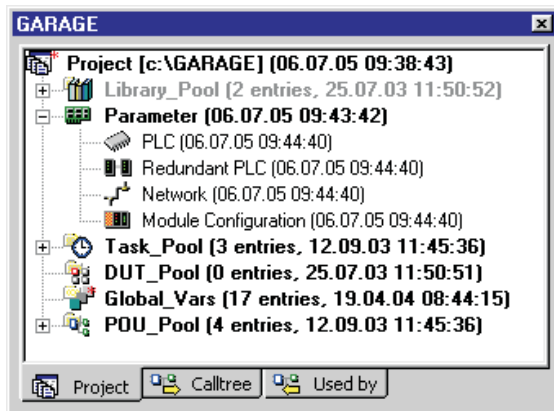 GARAGE
Project [c:\GARAGE] (06.07.05 09:38:43)
Library_Pool (2 entries, 25.07.03 11:50:52)
Parameter (06.07.05 09:43:42)
PLC (06.07.05 09:44:40)
Redundant PLC (06.07.05 09:44:40)
Network (06.07.05 09:44:40)
Module Configuration (06.07.05 09:44:40)
Task_Pool (3 entries, 12.09.03 11:45:36)
DUT_Pool (0 entries, 25.07.03 11:50:51)
Global_Vars (17 entries, 19.04.04 08:44:15)
POU_Pool (4 entries, 12.09.03 11:45:36)
Project Calltree Used by